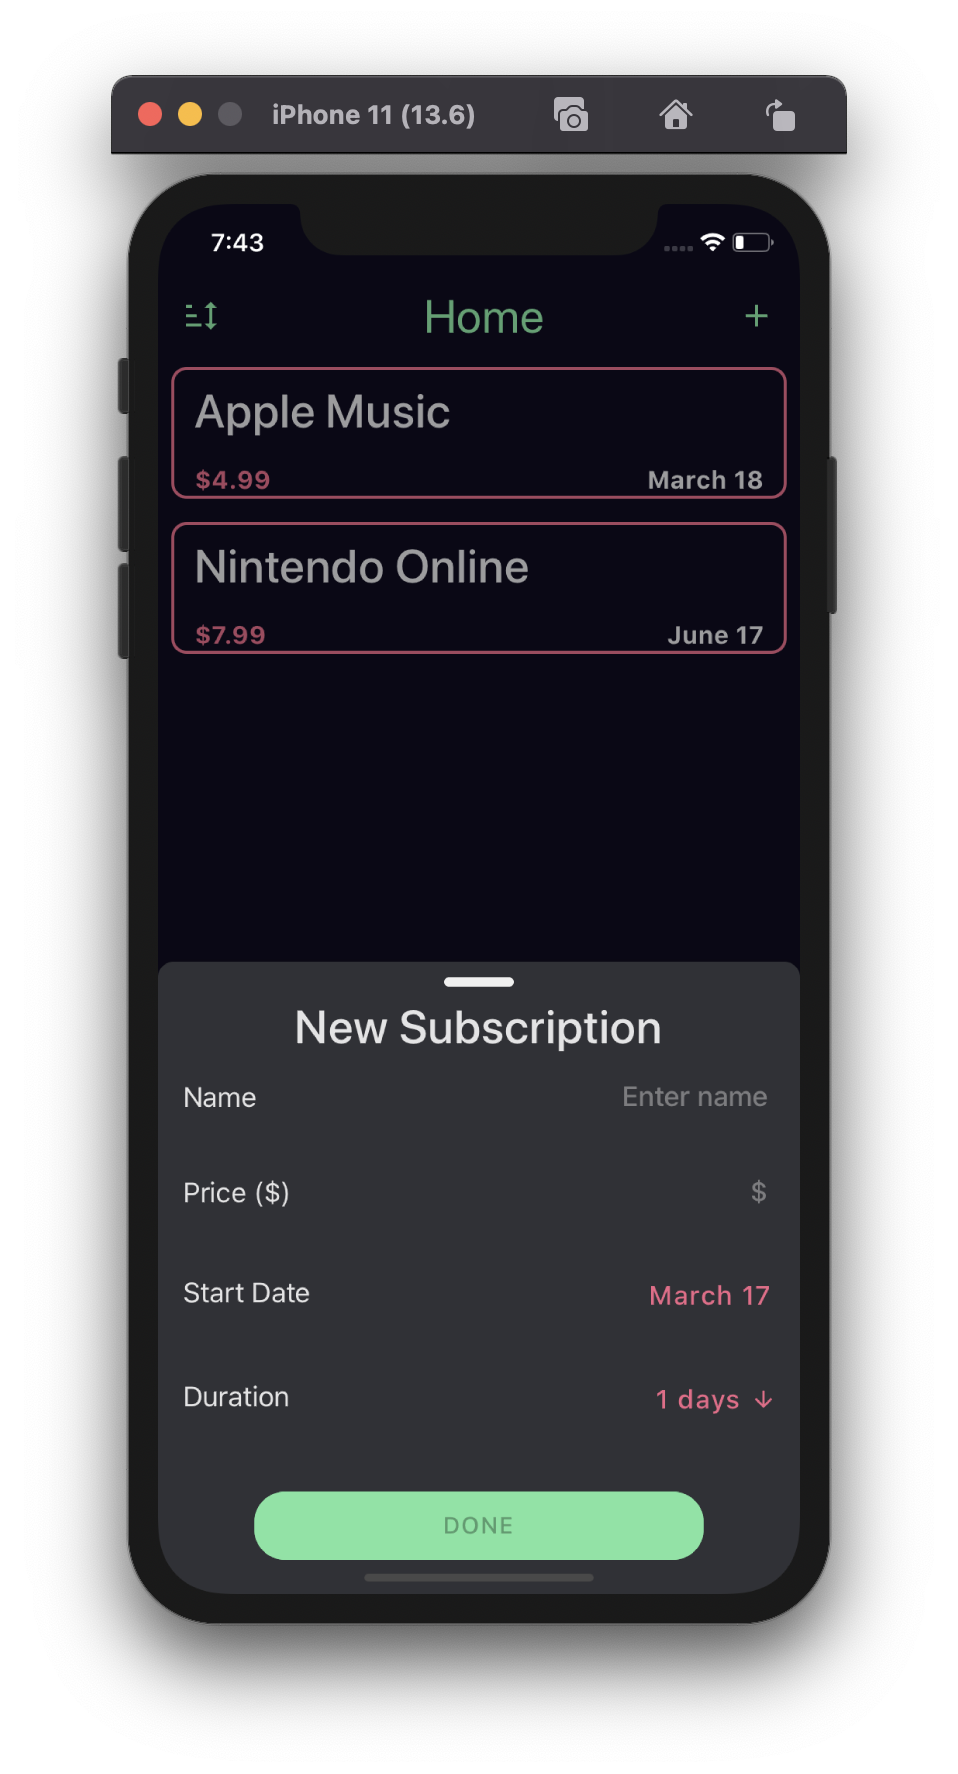 iPhone 11 (13.6)
7:43
Home
+
Apple Music
$4.99 March 18
Nintendo Online
$7.99 June 17
New Subscription
Name Enter name
Price ($) $
Start Date March 17
Duration 1 days ↓
DONE